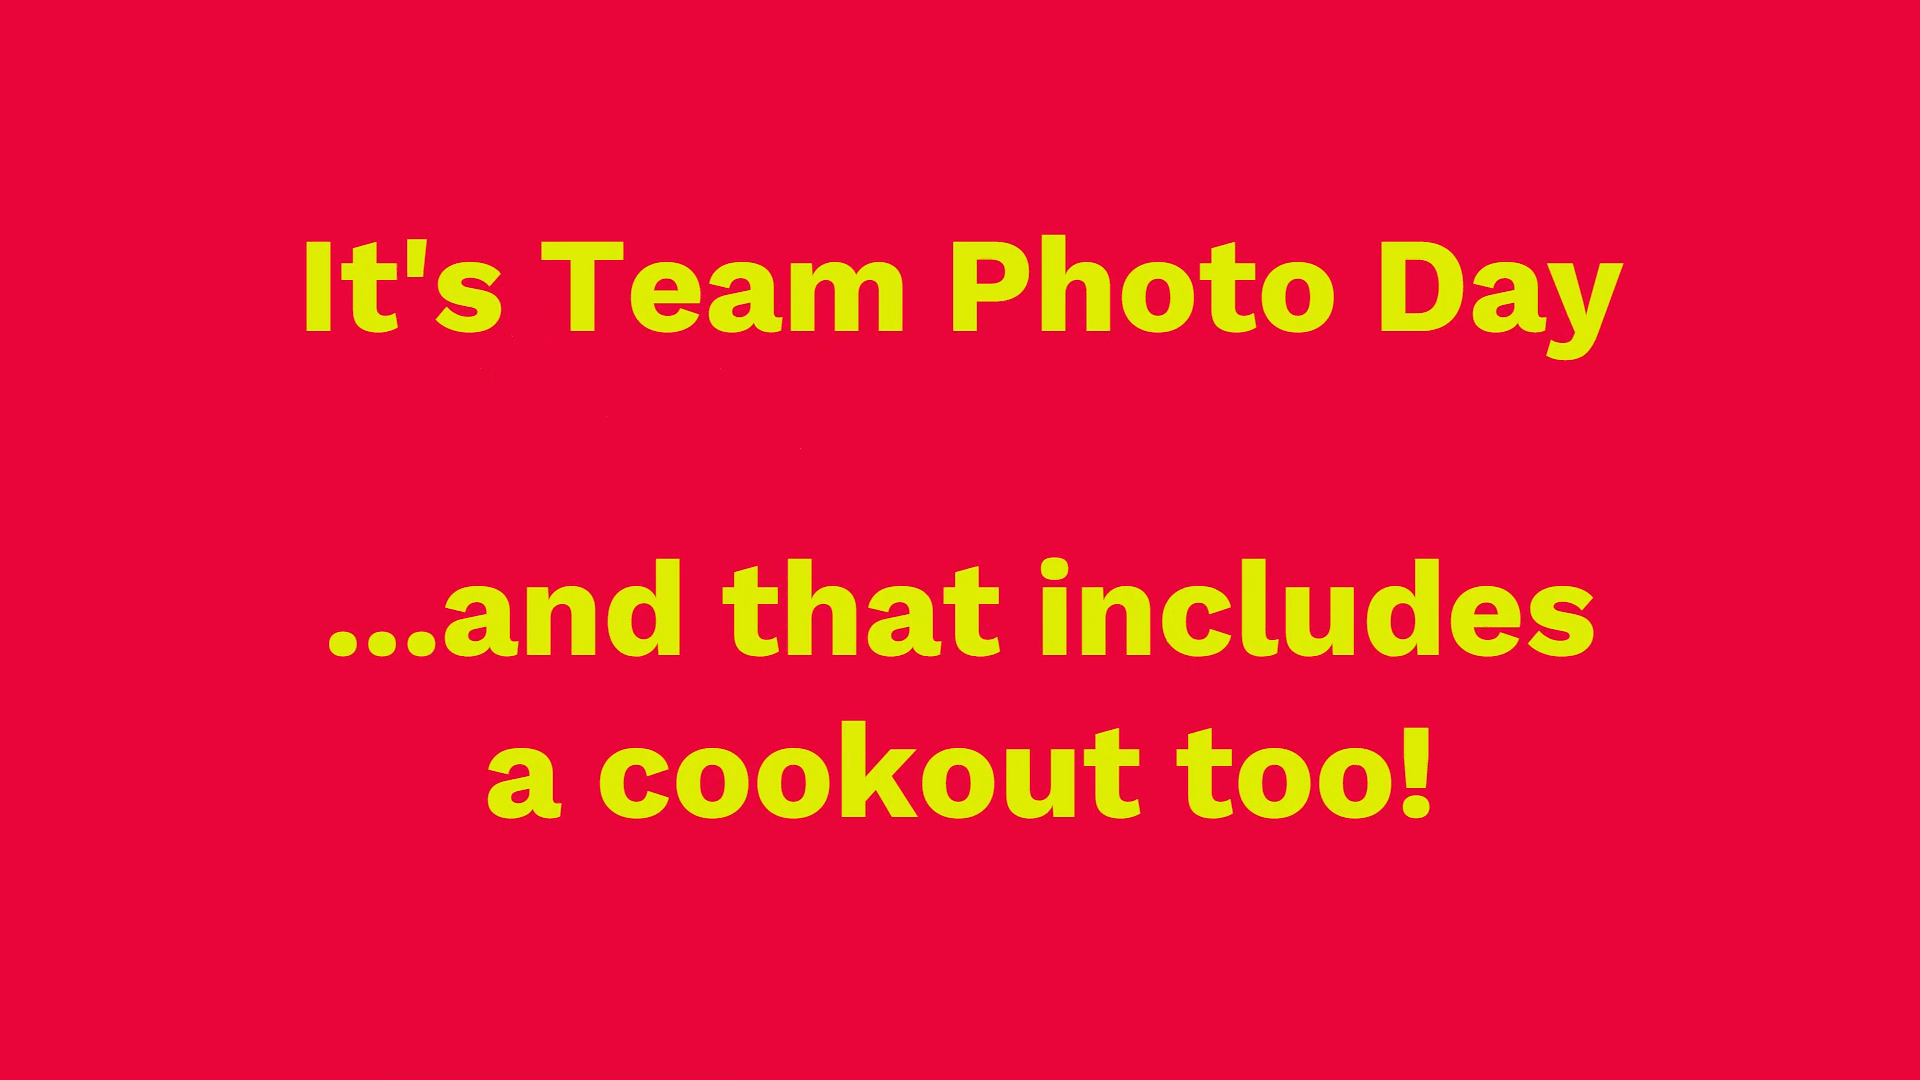 It's Team Photo Day
...and that includes
a cookout too!